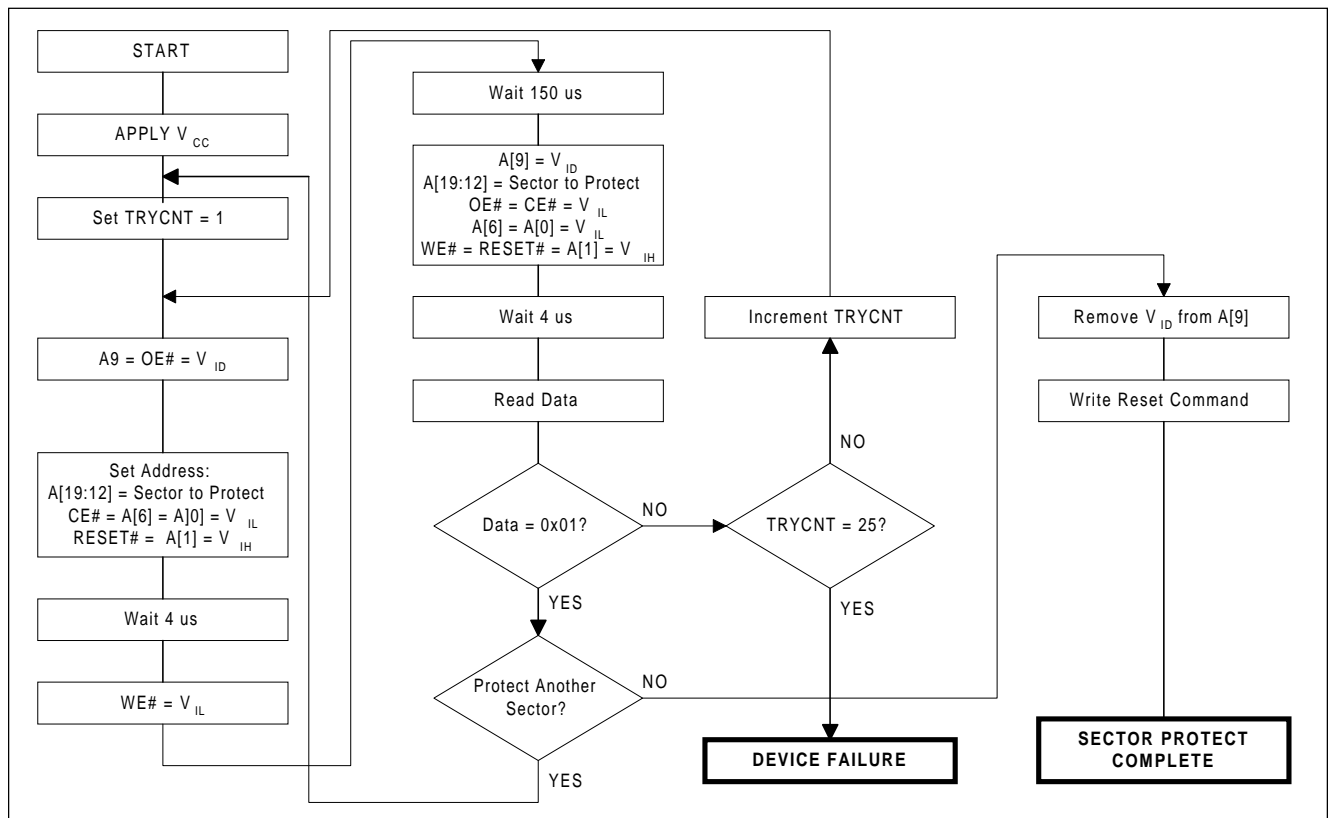 START
APPLY V CC
Set TRYCNT = 1
A9 = OE# = V ID
Set Address:
A[19:12] = Sector to Protect
CE# = A[6] = A]0] = V IL
RESET# = A[1] = V IH
Wait 4 us
WE# = V IL
Wait 150 us
A[9] = V ID
A[19:12] = Sector to Protect
OE# = CE# = V IL
A[6] = A[0] = V IL
WE# = RESET# = A[1] = V IH
Wait 4 us
Read Data
Data = 0x01?
NO
YES
Protect Another
Sector?
NO
YES
Increment TRYCNT
NO
TRYCNT = 25?
YES
DEVICE FAILURE
Remove V ID from A[9]
Write Reset Command
SECTOR PROTECT
COMPLETE